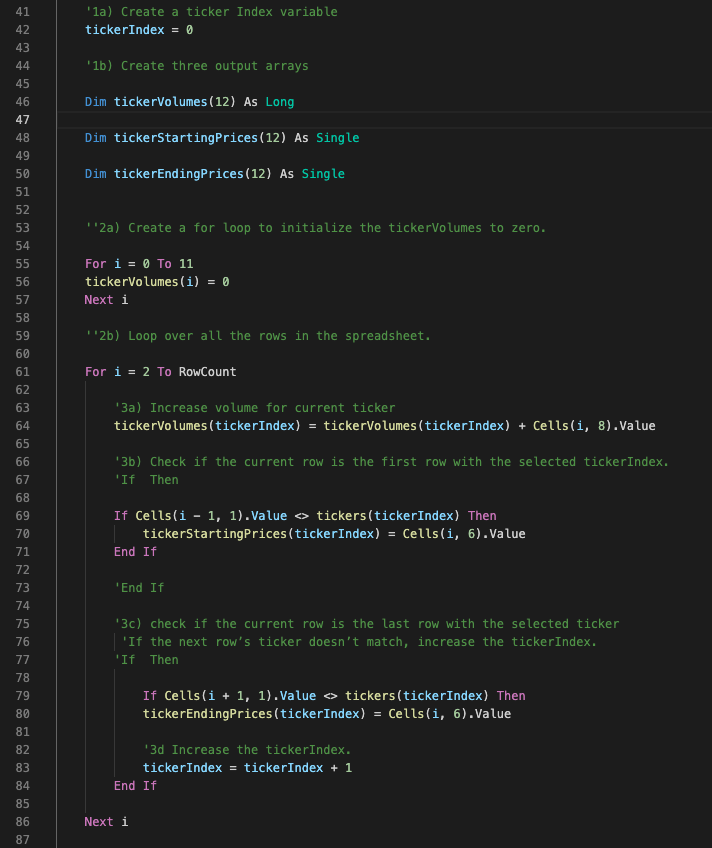 41 '1a) Create a ticker Index variable
42 tickerIndex = 0
43
44 '1b) Create three output arrays
45
46 Dim tickerVolumes(12) As Long
47
48 Dim tickerStartingPrices(12) As Single
49
50 Dim tickerEndingPrices(12) As Single
51
52
53 ''2a) Create a for loop to initialize the tickerVolumes to zero.
54
55 For i = 0 To 11
56 tickerVolumes(i) = 0
57 Next i
58
59 ''2b) Loop over all the rows in the spreadsheet.
60
61 For i = 2 To RowCount
62
63 '3a) Increase volume for current ticker
64 tickerVolumes(tickerIndex) = tickerVolumes(tickerIndex) + Cells(i, 8).Value
65
66 '3b) Check if the current row is the first row with the selected tickerIndex.
67 'If  Then
68
69 If Cells(i - 1, 1).Value <> tickers(tickerIndex) Then
70 tickerStartingPrices(tickerIndex) = Cells(i, 6).Value
71 End If
72
73 'End If
74
75 '3c) check if the current row is the last row with the selected ticker
76 'If the next row’s ticker doesn’t match, increase the tickerIndex.
77 'If  Then
78
79 If Cells(i + 1, 1).Value <> tickers(tickerIndex) Then
80 tickerEndingPrices(tickerIndex) = Cells(i, 6).Value
81
82 '3d Increase the tickerIndex.
83 tickerIndex = tickerIndex + 1
84 End If
85
86 Next i
87